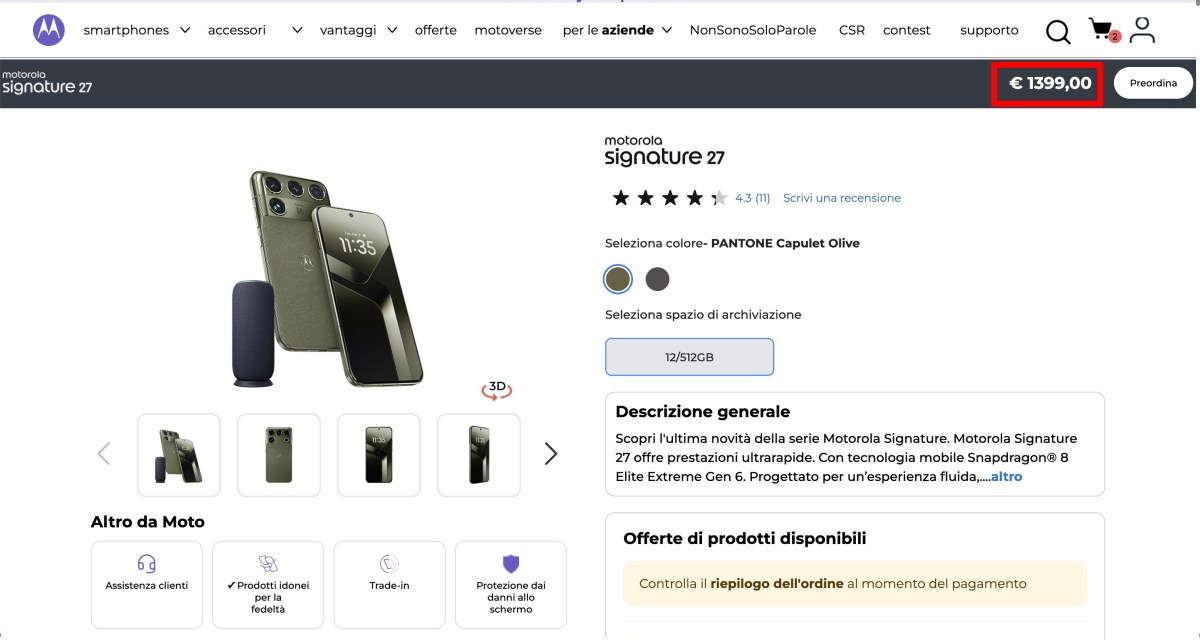 smartphones accessori vantaggi offerte motoverse per le aziende NonSonoSoloParole CSR contest supporto 2
motorola
signature 27
€ 1399,00 Preordina
motorola
signature 27
4.3 (11) Scrivi una recensione
Seleziona colore- PANTONE Capulet Olive
Seleziona spazio di archiviazione
12/512GB
11:35
3D
Descrizione generale
Scopri l'ultima novità della serie Motorola Signature. Motorola Signature
27 offre prestazioni ultrarapide. Con tecnologia mobile Snapdragon® 8
Elite Extreme Gen 6. Progettato per un'esperienza fluida,....altro
Altro da Moto
Assistenza clienti
✓Prodotti idonei
per la
fedeltà
Trade-in
Protezione dai
danni allo
schermo
Offerte di prodotti disponibili
Controlla il riepilogo dell'ordine al momento del pagamento